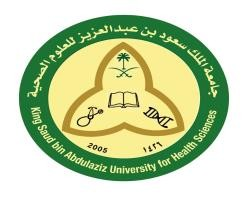 جامعة الملك سعود بن عبدالعزيز للعلوم الصحية
2005 ١٤٢٦
King Saud bin Abdulaziz University for Health Sciences